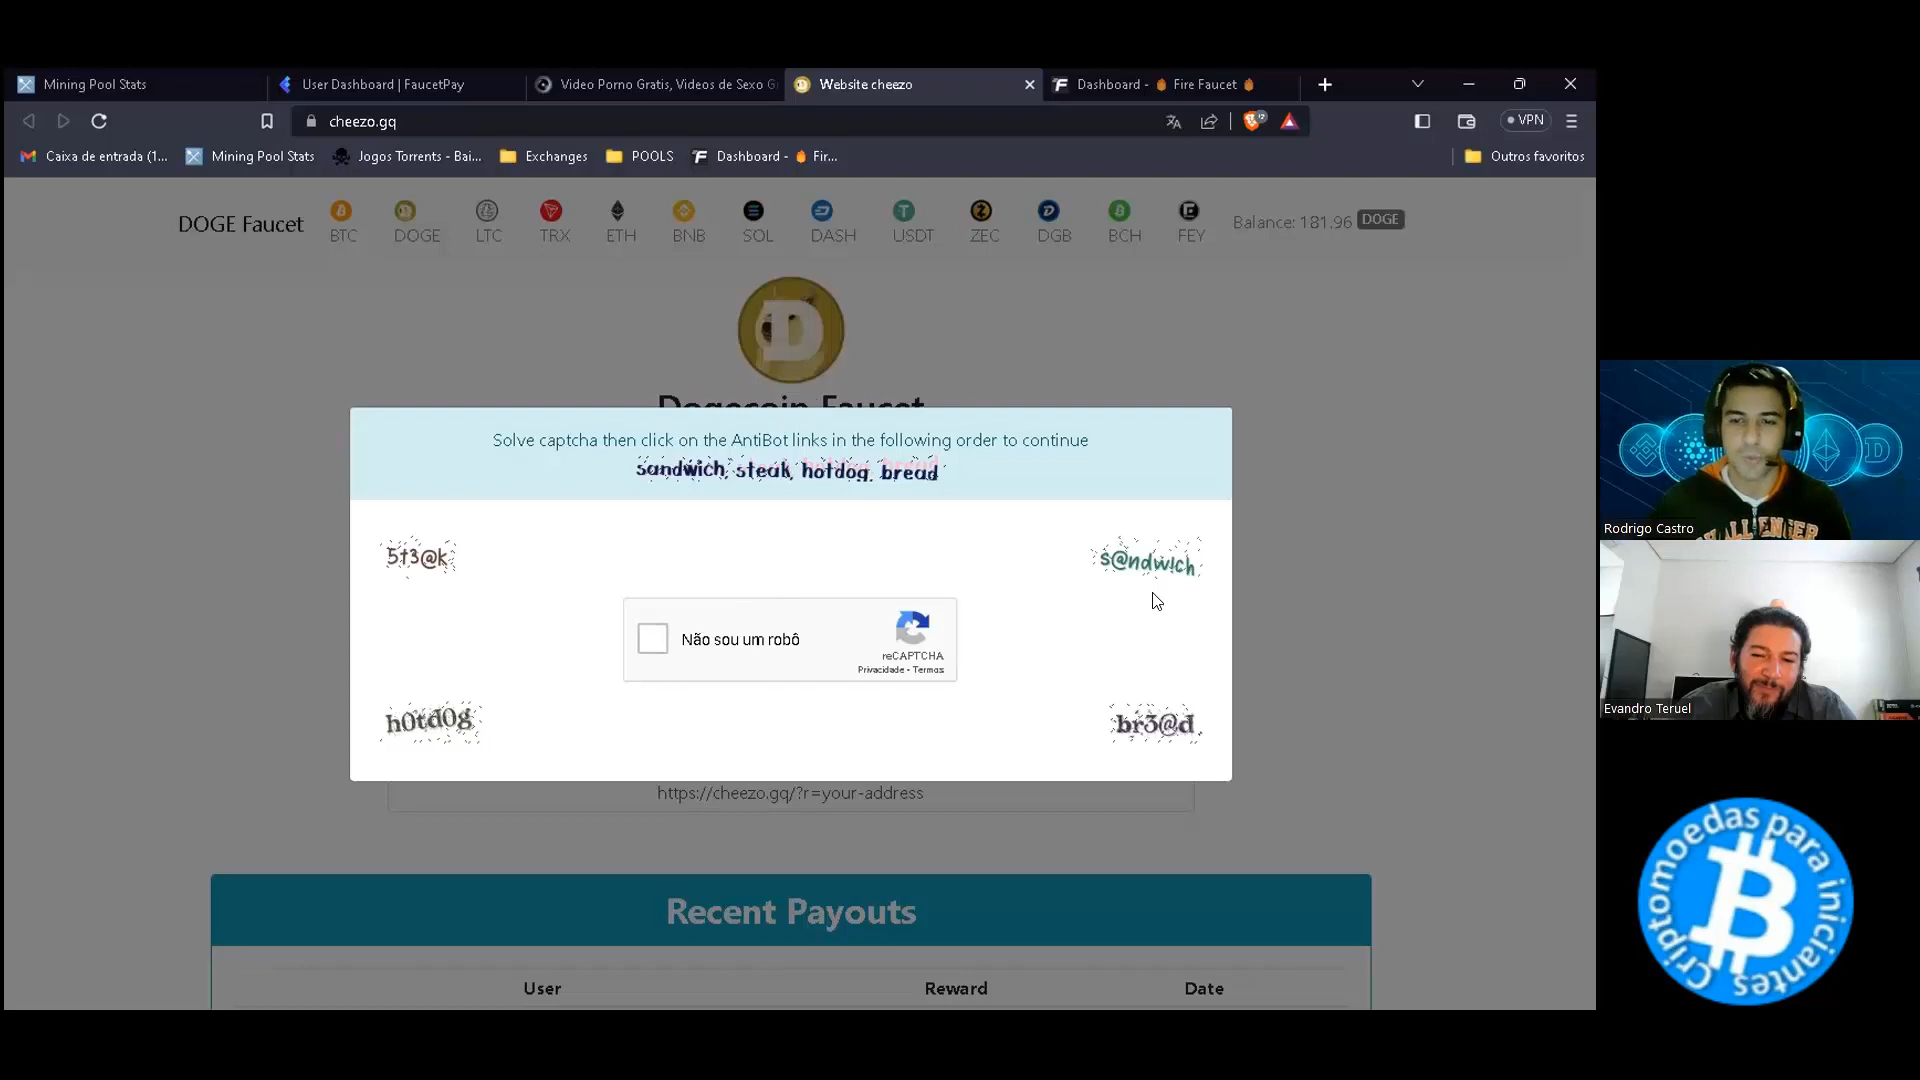 Mining Pool Stats
User Dashboard | FaucetPay
Video Porno Gratis, Videos de Sexo G
Website cheezo
Dashboard - Fire Faucet
cheezo.gq
VPN
Caixa de entrada (1...
Mining Pool Stats
Jogos Torrents - Bai...
Exchanges
POOLS
Dashboard - Fir...
Outros favoritos
DOGE Faucet
BTC
DOGE
LTC
TRX
ETH
BNB
SOL
DASH
USDT
ZEC
DGB
BCH
FEY
Balance: 181.96 DOGE
Dogecoin Faucet
Solve captcha then click on the AntiBot links in the following order to continue
sandwich, steak, hotdog, bread
5t3@k
s@ndw!ch
Não sou um robô
reCAPTCHA
Privacidade - Termos
h0td0g
br3@d
https://cheezo.gq/?r=your-address
Recent Payouts
User Reward Date
CHALLENGER
Rodrigo Castro
Evandro Teruel
Criptomoedas para iniciantes